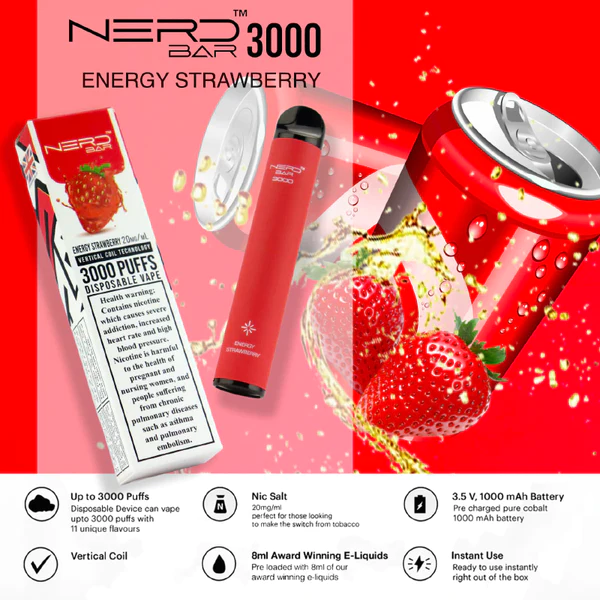 NERD™
BAR 3000
ENERGY STRAWBERRY
NERD
BAR
ENERGY STRAWBERRY 20mg/mL
VERTICAL COIL TECHNOLOGY
3000 PUFFS
DISPOSABLE VAPE
Health warning:
Contains nicotine
which causes severe
addiction, increased
heart rate and high
blood pressure.
Nicotine is harmful
to the health of
pregnant and
nursing women, and
people suffering
from chronic
pulmonary diseases
such as asthma
and pulmonary
embolism.
NERD™
BAR
3000
ENERGY
STRAWBERRY
Up to 3000 Puffs
Disposable Device can vape
upto 3000 puffs with
11 unique flavours
Nic Salt
20mg/ml
perfect for those looking
to make the switch from tobacco
N
3.5 V, 1000 mAh Battery
Pre charged pure cobalt
1000 mAh battery
Vertical Coil
8ml Award Winning E-Liquids
Pre loaded with 8ml of our
award winning e-liquids
Instant Use
Ready to use instantly
right out of the box